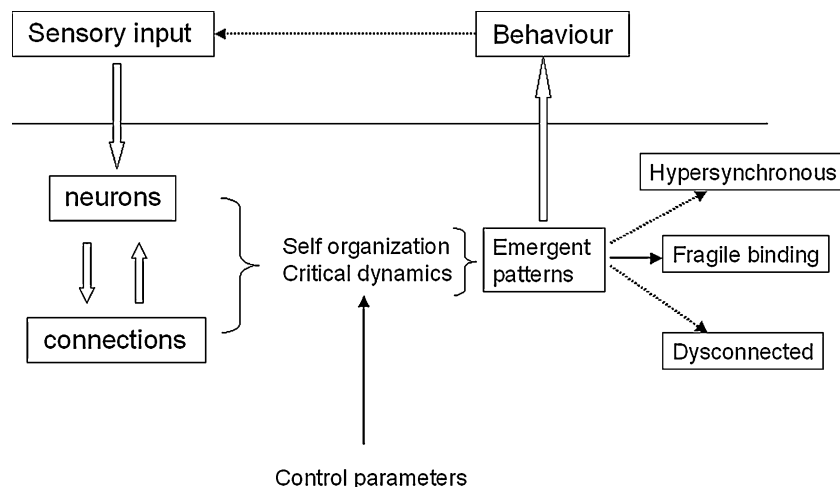 Sensory input
Behaviour
Hypersynchronous
neurons
Self organization
Critical dynamics
Emergent
patterns
Fragile binding
connections
Dysconnected
Control parameters